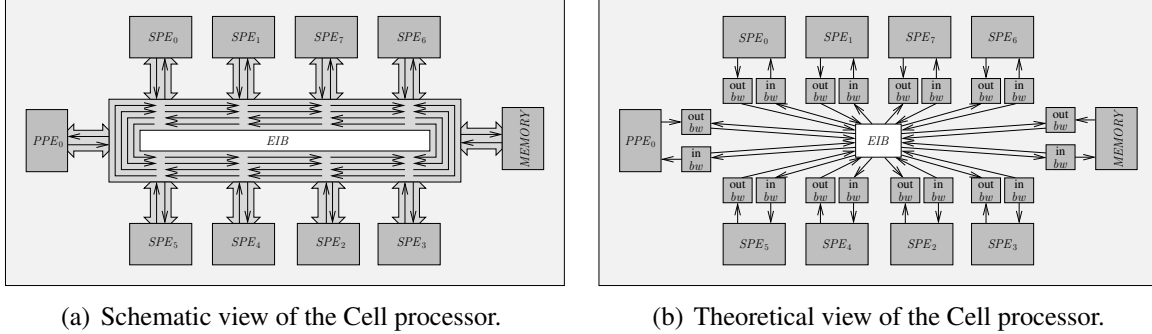 SPE0 SPE1 SPE7 SPE6
PPE0 EIB MEMORY
SPE5 SPE4 SPE2 SPE3
(a) Schematic view of the Cell processor.
SPE0 SPE1 SPE7 SPE6
out in out in out in out in
bw bw bw bw bw bw bw bw
out out
bw bw
PPE0 EIB MEMORY
in in
bw bw
out in out in out in out in
bw bw bw bw bw bw bw bw
SPE5 SPE4 SPE2 SPE3
(b) Theoretical view of the Cell processor.